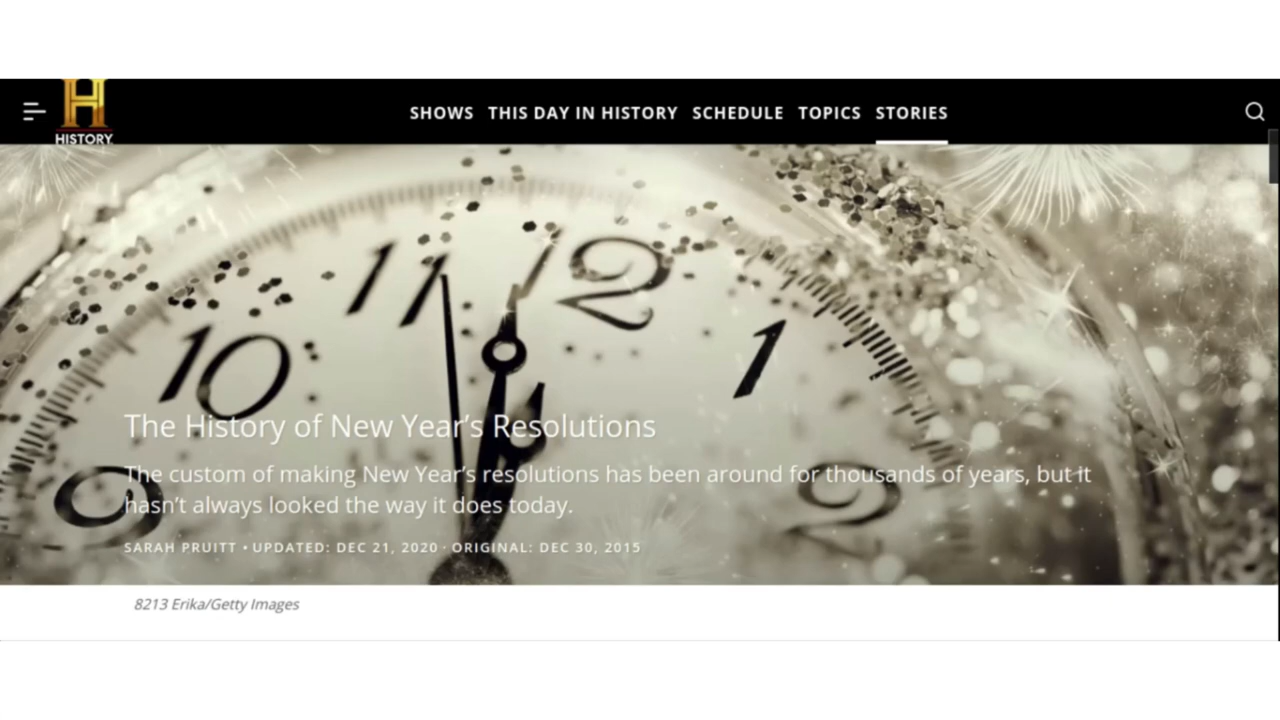 HISTORY
SHOWS THIS DAY IN HISTORY SCHEDULE TOPICS STORIES
11 12
10 1
9 2
The History of New Year’s Resolutions
The custom of making New Year’s resolutions has been around for thousands of years, but it
hasn’t always looked the way it does today.
SARAH PRUITT • UPDATED: DEC 21, 2020 · ORIGINAL: DEC 30, 2015
8213 Erika/Getty Images